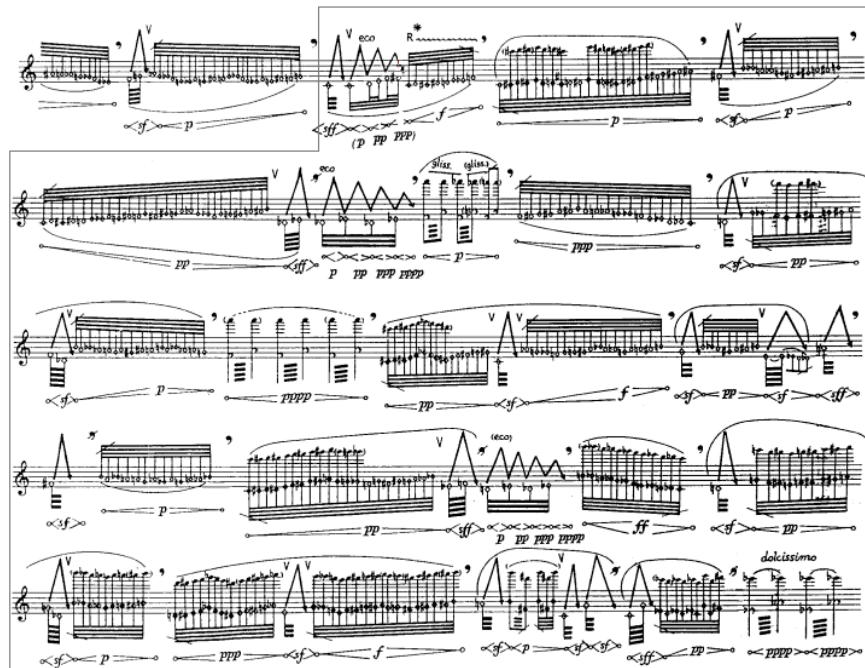 V V eco R * V
sf p sff (p pp ppp) f p sf p
V eco gliss. (gliss.) V
pp sff p pp ppp pppp p ppp sf pp
V V V V
sf p pppp pp sf f sf pp sf sff
V (eco) V
sf p pp sff p pp ppp pppp ff sf pp
V V V V dolcissimo
sf p ppp sf f sf p sf sf sff pp pppp pppp